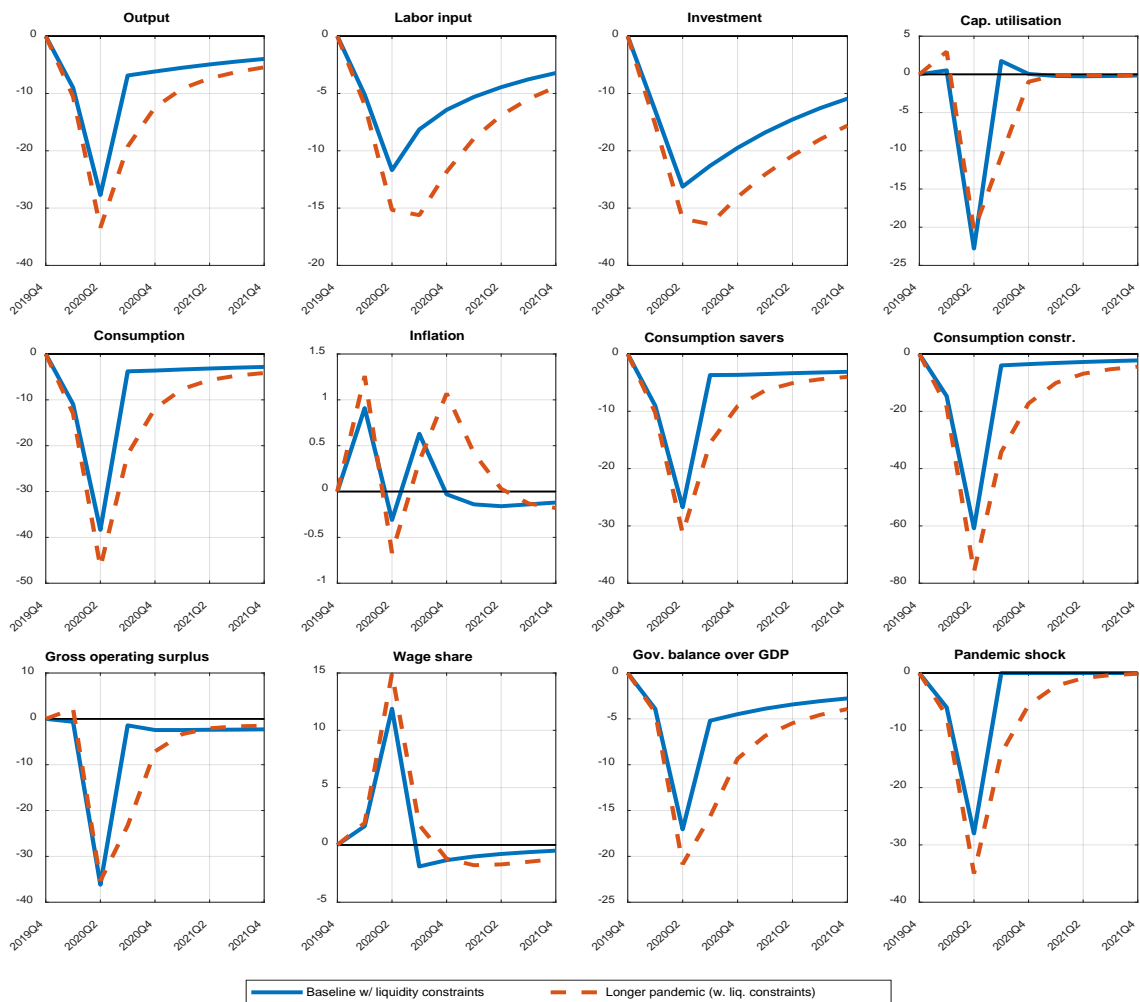 Output
0
-10
-20
-30
-40
2019Q4
2020Q2
2020Q4
2021Q2
2021Q4
Labor input
0
-5
-10
-15
-20
2019Q4
2020Q2
2020Q4
2021Q2
2021Q4
Investment
0
-10
-20
-30
-40
2019Q4
2020Q2
2020Q4
2021Q2
2021Q4
Cap. utilisation
5
0
-5
-10
-15
-20
-25
2019Q4
2020Q2
2020Q4
2021Q2
2021Q4
Consumption
0
-10
-20
-30
-40
-50
2019Q4
2020Q2
2020Q4
2021Q2
2021Q4
Inflation
1.5
1
0.5
0
-0.5
-1
2019Q4
2020Q2
2020Q4
2021Q2
2021Q4
Consumption savers
0
-10
-20
-30
-40
2019Q4
2020Q2
2020Q4
2021Q2
2021Q4
Consumption constr.
0
-20
-40
-60
-80
2019Q4
2020Q2
2020Q4
2021Q2
2021Q4
Gross operating surplus
10
0
-10
-20
-30
-40
2019Q4
2020Q2
2020Q4
2021Q2
2021Q4
Wage share
15
10
5
0
-5
2019Q4
2020Q2
2020Q4
2021Q2
2021Q4
Gov. balance over GDP
0
-5
-10
-15
-20
-25
2019Q4
2020Q2
2020Q4
2021Q2
2021Q4
Pandemic shock
0
-10
-20
-30
-40
2019Q4
2020Q2
2020Q4
2021Q2
2021Q4
Baseline w/ liquidity constraints
Longer pandemic (w. liq. constraints)